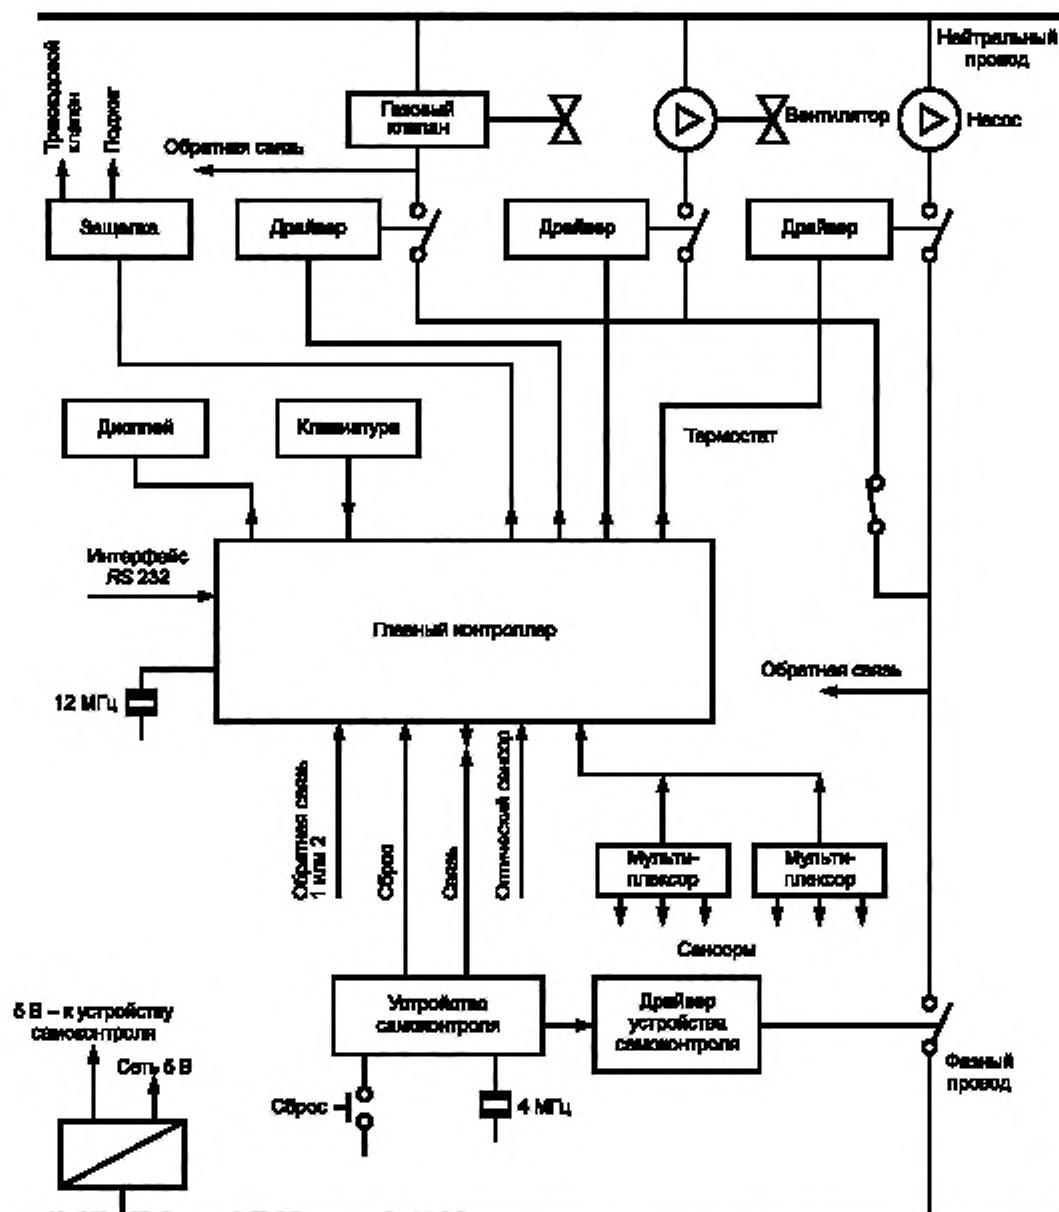 Нейтральный
провод
Трехходовой
клапан
Поджиг
Газовый
клапан
Вентилятор
Насос
Обратная связь
Защелка
Драйвер
Драйвер
Драйвер
Дисплей
Клавиатура
Термостат
Интерфейс
RS 232
Главный контроллер
12 МГц
Обратная связь
Обратная связь
1 или 2
Сброс
Связь
Оптический сенсор
Мульти-
плексор
Мульти-
плексор
Сенсоры
5 В – к устройству
самоконтроля
Сеть 5 В
Устройство
самоконтроля
Драйвер
устройства
самоконтроля
Фазный
провод
Сброс
4 МГц